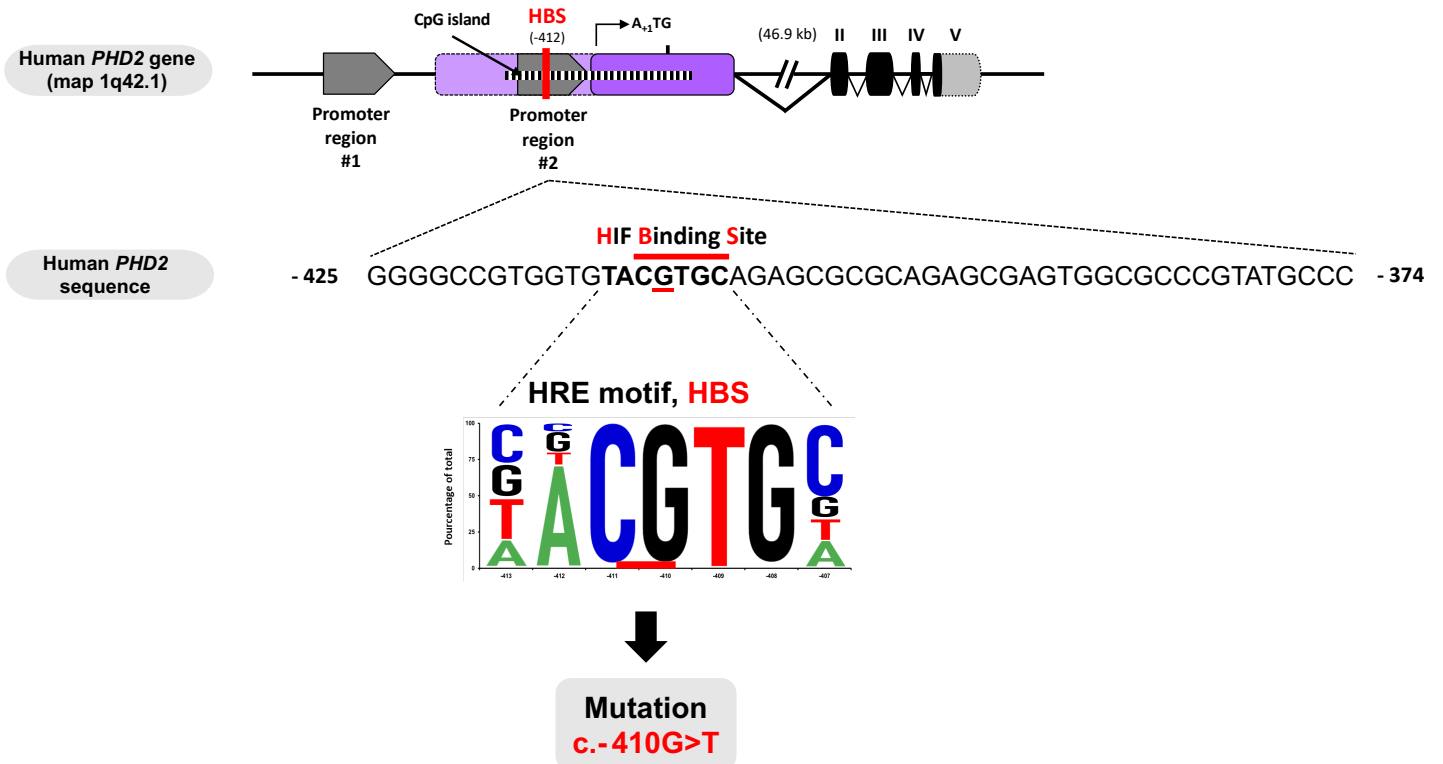 CpG island
HBS
(-412)
A+1TG
(46.9 kb)
II III IV V
Human PHD2 gene
(map 1q42.1)
Promoter
region
#1
Promoter
region
#2
HIF Binding Site
Human PHD2
sequence
- 425 GGGGCCGTGGTGTACGTGCAGAGCGCGCAGAGCGAGTGGCGCCCGTATGCCC - 374
HRE motif, HBS
Pourcentage of total
100
75
50
25
0
C G T A
C G T A
C
G
T
G
C G T A
-413 -412 -411 -410 -409 -408 -407
Mutation
c.-410G>T